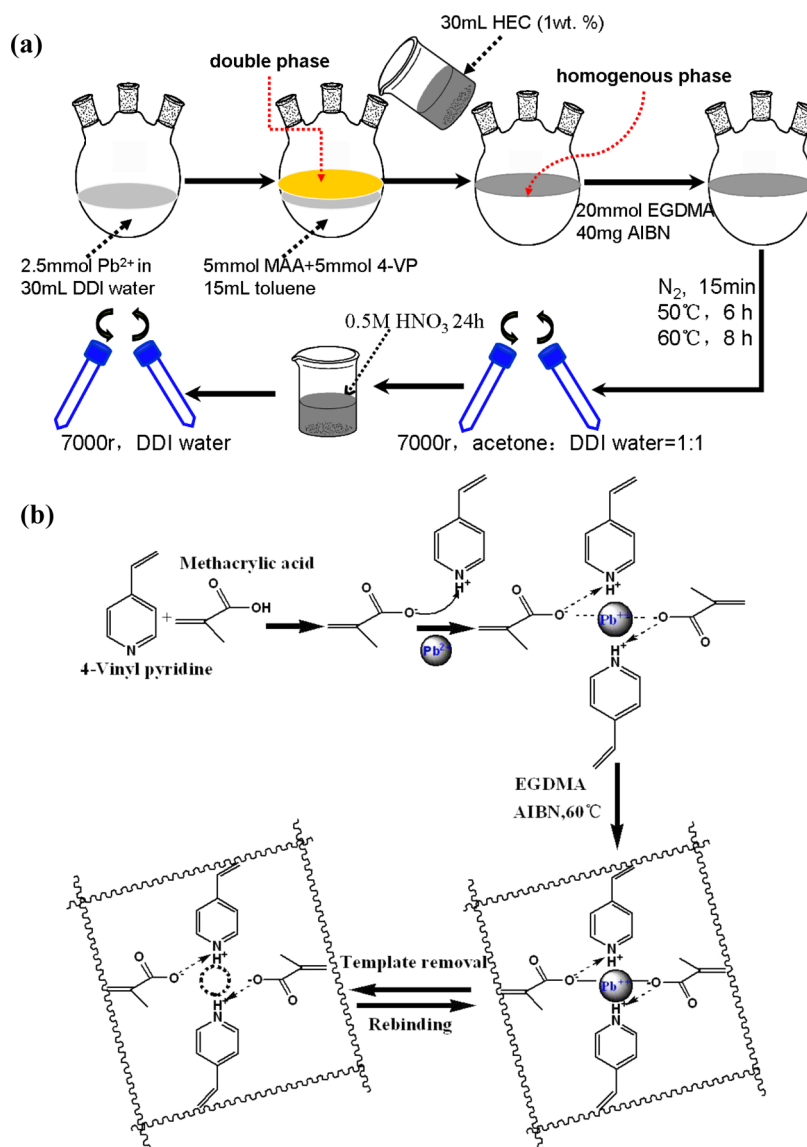 (a)
30mL HEC (1wt. %)
double phase
homogenous phase
2.5mmol Pb²⁺ in
30mL DDI water
5mmol MAA+5mmol 4-VP
15mL toluene
20mmol EGDMA
40mg AIBN
N₂, 15min
50℃, 6 h
60℃, 8 h
0.5M HNO₃ 24h
7000r, DDI water
7000r, acetone: DDI water=1:1
(b)
Methacrylic acid
4-Vinyl pyridine
N
+
O
OH
O
O⁻
N
H⁺
Pb²⁺
O
O⁻
N
H⁺
Pb⁺⁺
O
O
H⁺
N
EGDMA
AIBN,60℃
O
O
N
H⁺
O
O
H
N
Template removal
Rebinding
O
O
N
H⁺
Pb⁺⁺
O
O
H⁺
N